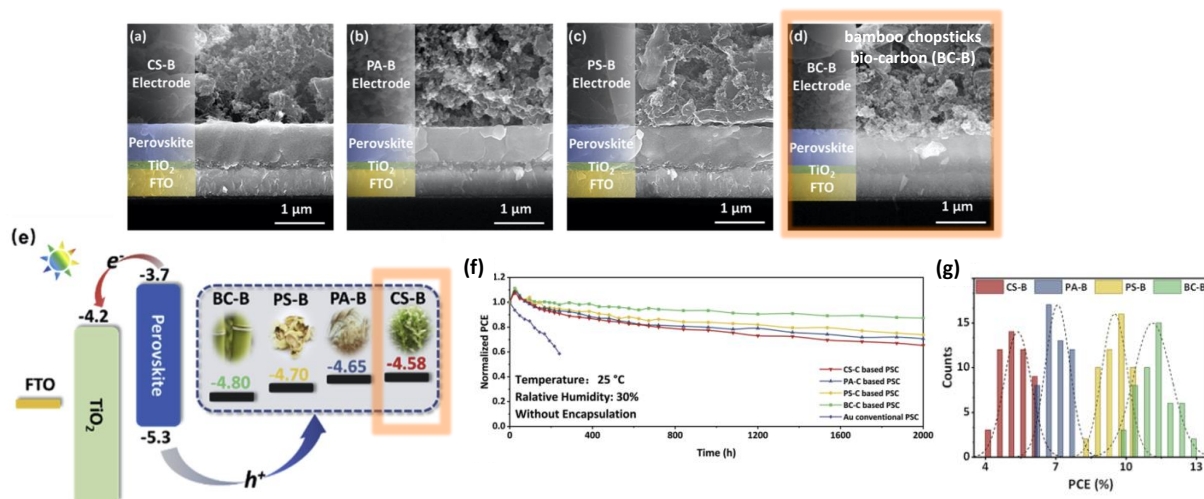 (a)
CS-B
Electrode
Perovskite
TiO₂
FTO
1 µm
(b)
PA-B
Electrode
Perovskite
TiO₂
FTO
1 µm
(c)
PS-B
Electrode
Perovskite
TiO₂
FTO
1 µm
(d)
bamboo chopsticks
bio-carbon (BC-B)
BC-B
Electrode
Perovskite
TiO₂
FTO
1 µm
(e)
e⁻
-3.7
-4.2
FTO
TiO₂
Perovskite
-5.3
h⁺
BC-B PS-B PA-B CS-B
-4.80 -4.70 -4.65 -4.58
(f)
Normalized PCE
1.2
1.0
0.8
0.6
0.4
0.2
0.0
Temperature: 25 °C
Ralative Humidity: 30%
Without Encapsulation
CS-C based PSC
PA-C based PSC
PS-C based PSC
BC-C based PSC
Au conventional PSC
0 400 800 1200 1600 2000
Time (h)
(g)
CS-B PA-B PS-B BC-B
Counts
15
10
5
0
4 7 10 13
PCE (%)